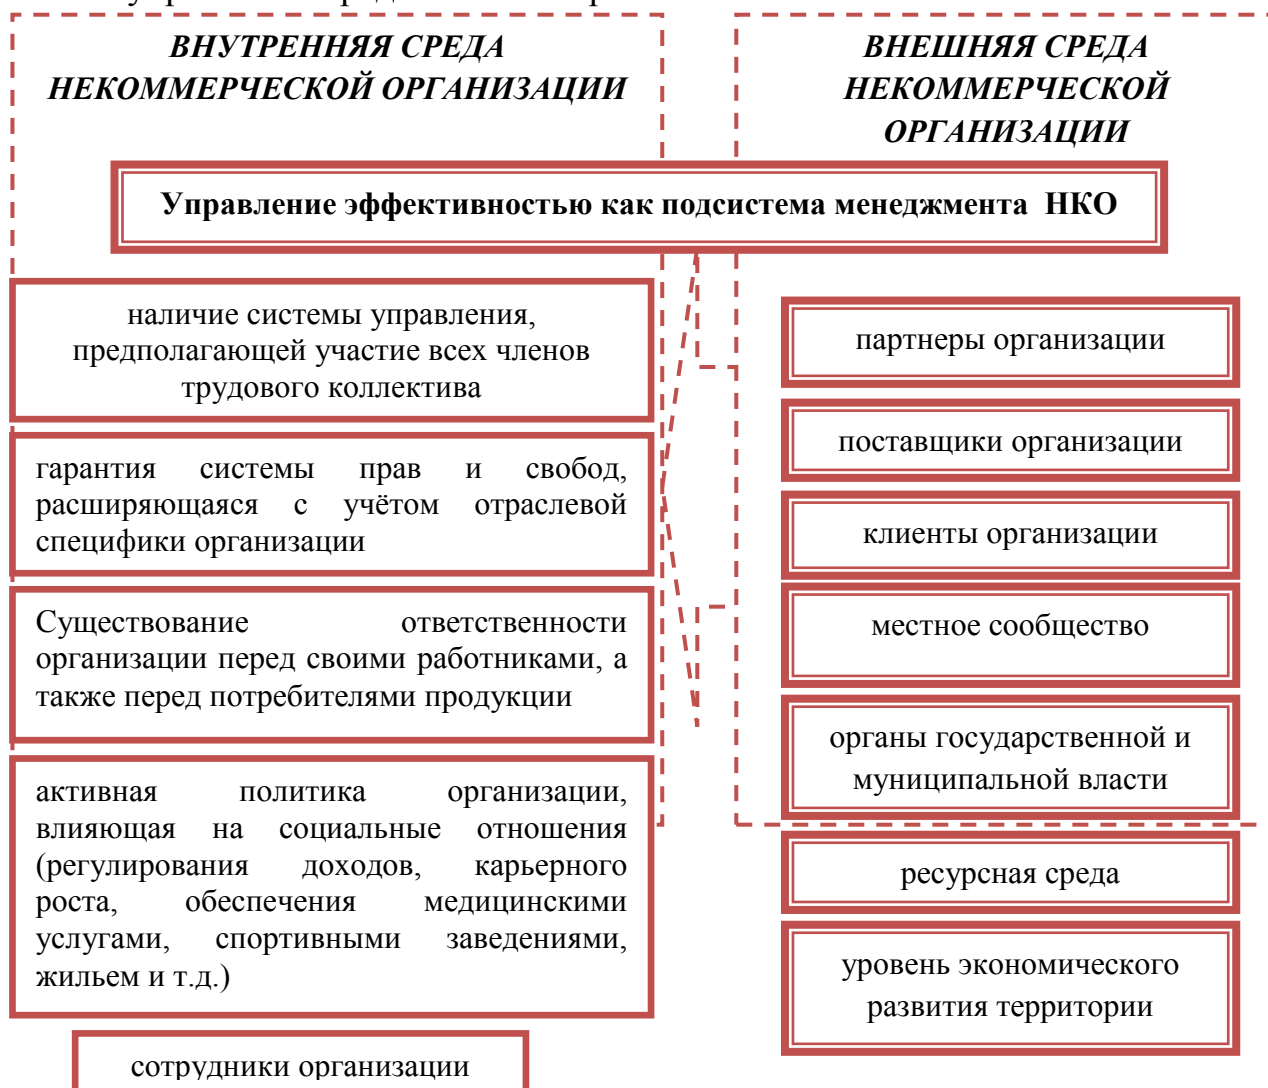 ВНУТРЕННЯЯ СРЕДА
НЕКОММЕРЧЕСКОЙ ОРГАНИЗАЦИИ
ВНЕШНЯЯ СРЕДА
НЕКОММЕРЧЕСКОЙ
ОРГАНИЗАЦИИ
Управление эффективностью как подсистема менеджмента НКО
наличие системы управления,
предполагающей участие всех членов
трудового коллектива
гарантия системы прав и свобод,
расширяющаяся с учётом отраслевой
специфики организации
Существование ответственности
организации перед своими работниками, а
также перед потребителями продукции
активная политика организации,
влияющая на социальные отношения
(регулирования доходов, карьерного
роста, обеспечения медицинскими
услугами, спортивными заведениями,
жильем и т.д.)
сотрудники организации
партнеры организации
поставщики организации
клиенты организации
местное сообщество
органы государственной и
муниципальной власти
ресурсная среда
уровень экономического
развития территории